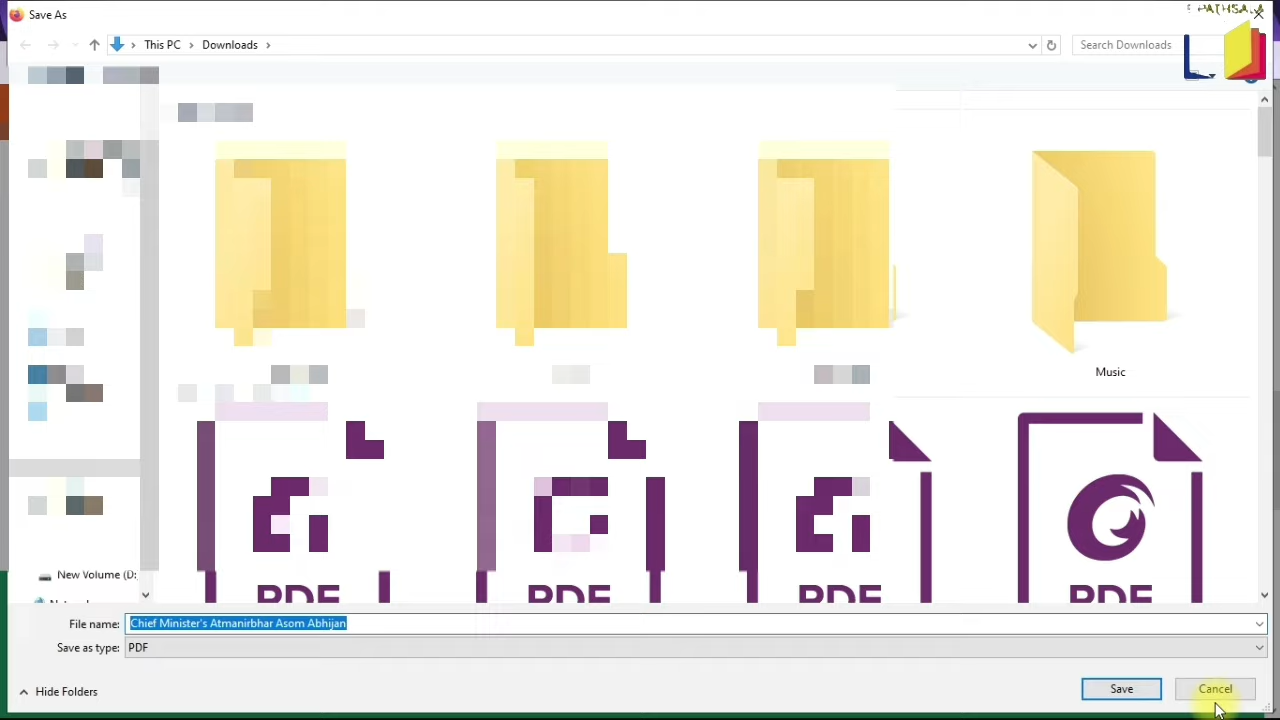 Save As
PATHSALA
This PC
Downloads
Search Downloads
Music
New Volume (D:
PDF
PDF
PDF
PDF
File name:
Chief Minister's Atmanirbhar Asom Abhijan
Save as type:
PDF
Hide Folders
Save
Cancel